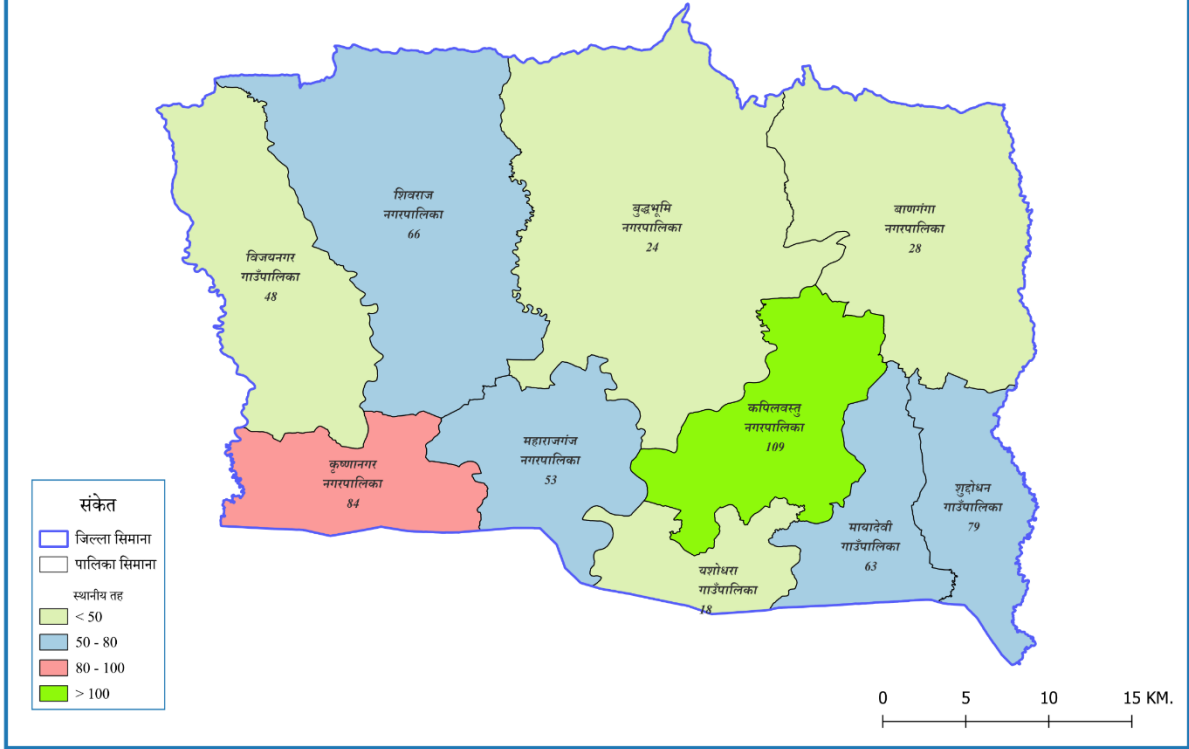 शिवराज
नगरपालिका
66
बुद्धभूमि
नगरपालिका
24
बाणगंगा
नगरपालिका
28
विजयनगर
गाउँपालिका
48
कपिलवस्तु
नगरपालिका
109
महाराजगंज
नगरपालिका
53
कृष्णानगर
नगरपालिका
84
शुद्दोधन
गाउँपालिका
79
मायादेवी
गाउँपालिका
63
यशोधरा
गाउँपालिका
18
संकेत
जिल्ला सिमाना
पालिका सिमाना
स्थानीय तह
< 50
50 - 80
80 - 100
> 100
0 5 10 15 KM.